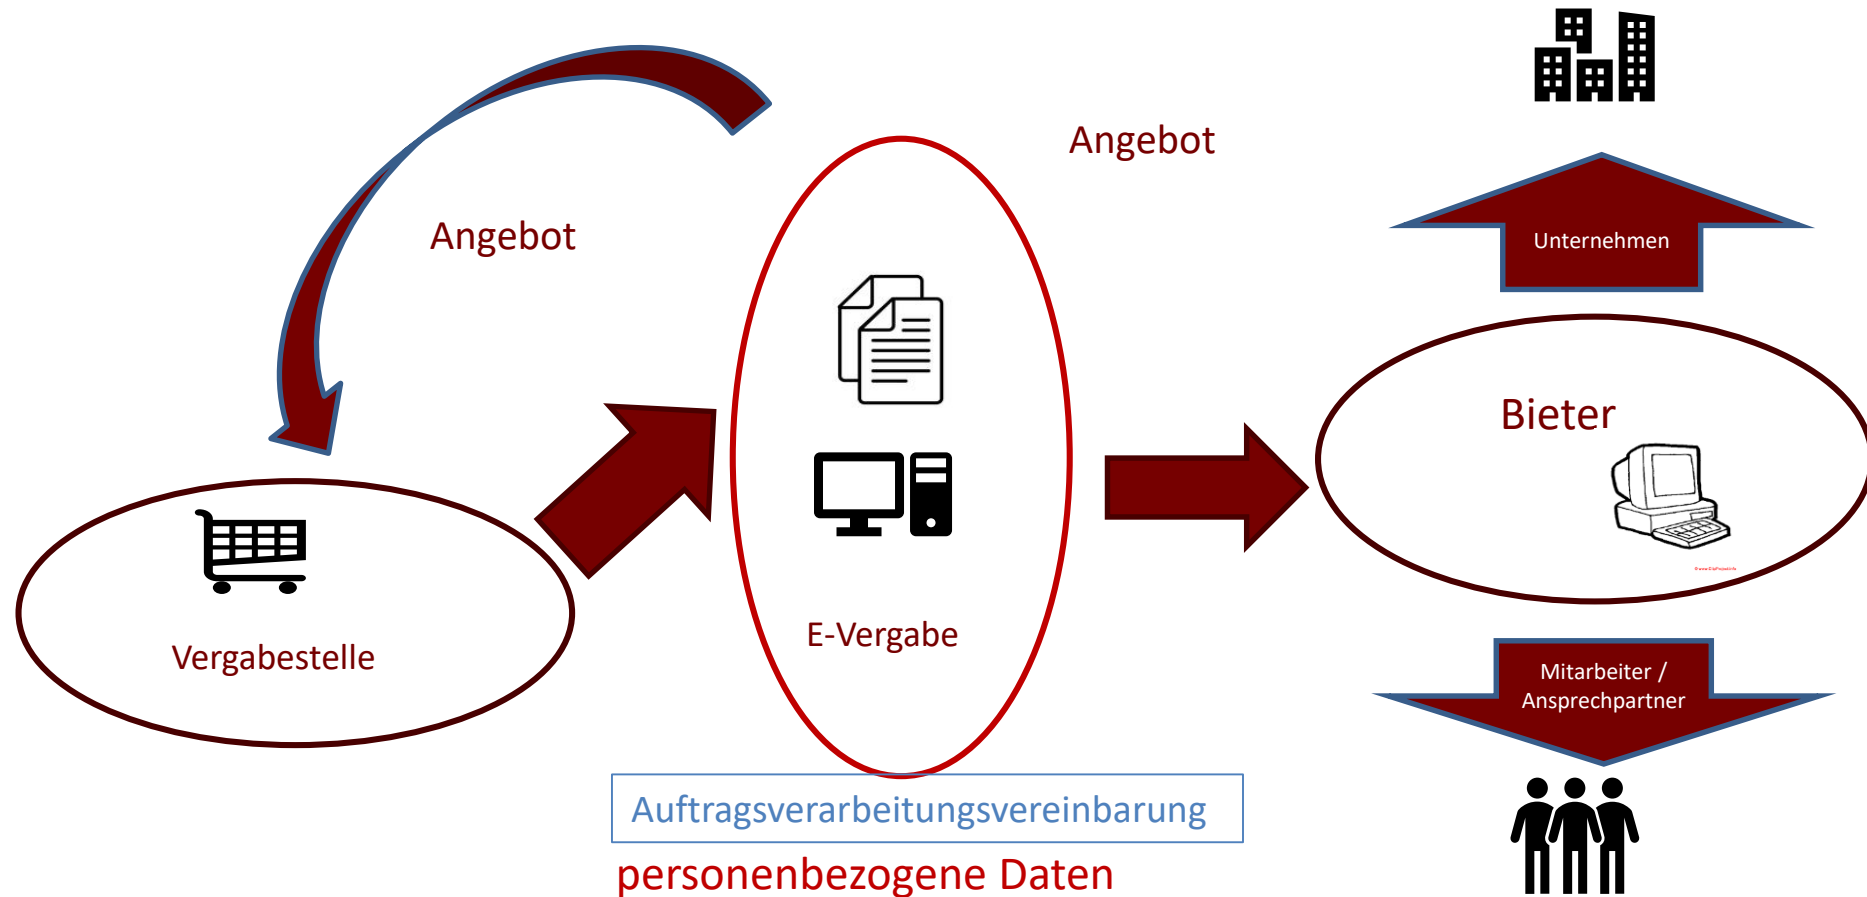 Angebot
Angebot
Unternehmen
Bieter
E-Vergabe
Vergabestelle
Mitarbeiter /
Ansprechpartner
Auftragsverarbeitungsvereinbarung
personenbezogene Daten